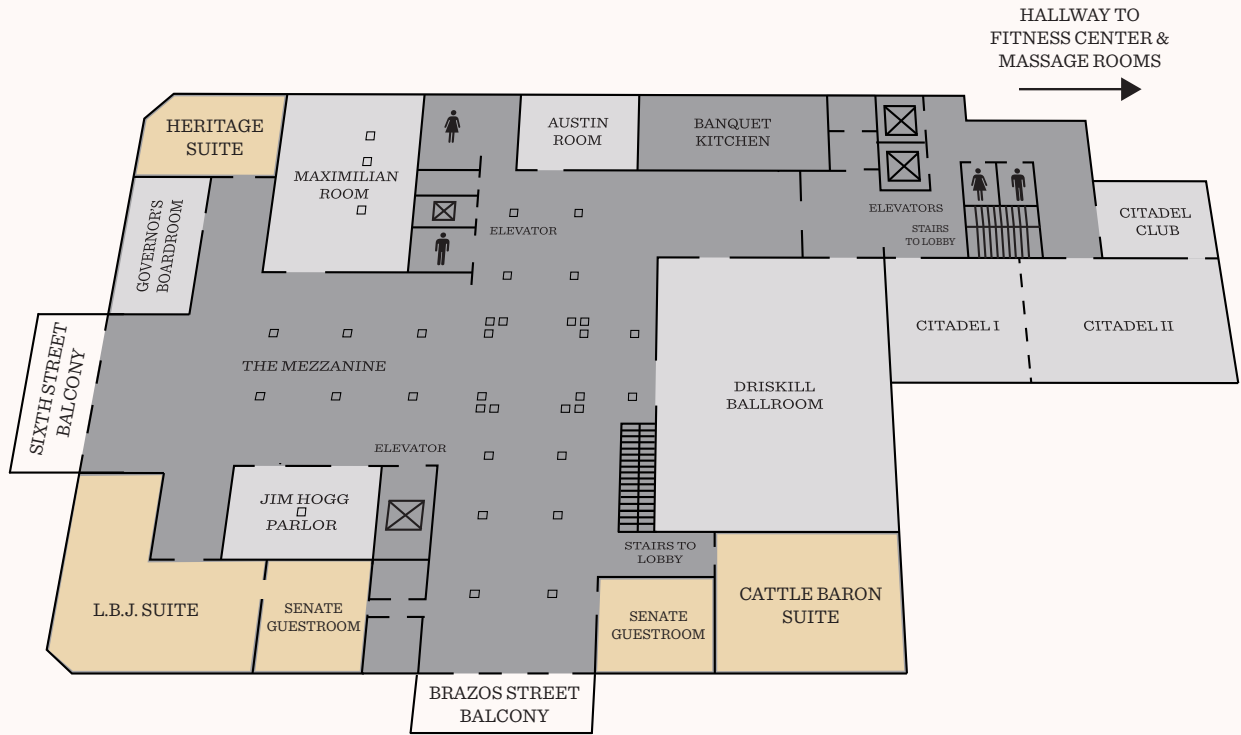 HALLWAY TO
FITNESS CENTER &
MASSAGE ROOMS
HERITAGE
SUITE
MAXIMILIAN
ROOM
AUSTIN
ROOM
BANQUET
KITCHEN
GOVERNOR'S
BOARDROOM
ELEVATOR
ELEVATORS
STAIRS
TO LOBBY
CITADEL
CLUB
CITADEL I
CITADEL II
SIXTH STREET
BALCONY
THE MEZZANINE
DRISKILL
BALLROOM
ELEVATOR
JIM HOGG
PARLOR
STAIRS TO
LOBBY
L.B.J. SUITE
SENATE
GUESTROOM
SENATE
GUESTROOM
CATTLE BARON
SUITE
BRAZOS STREET
BALCONY